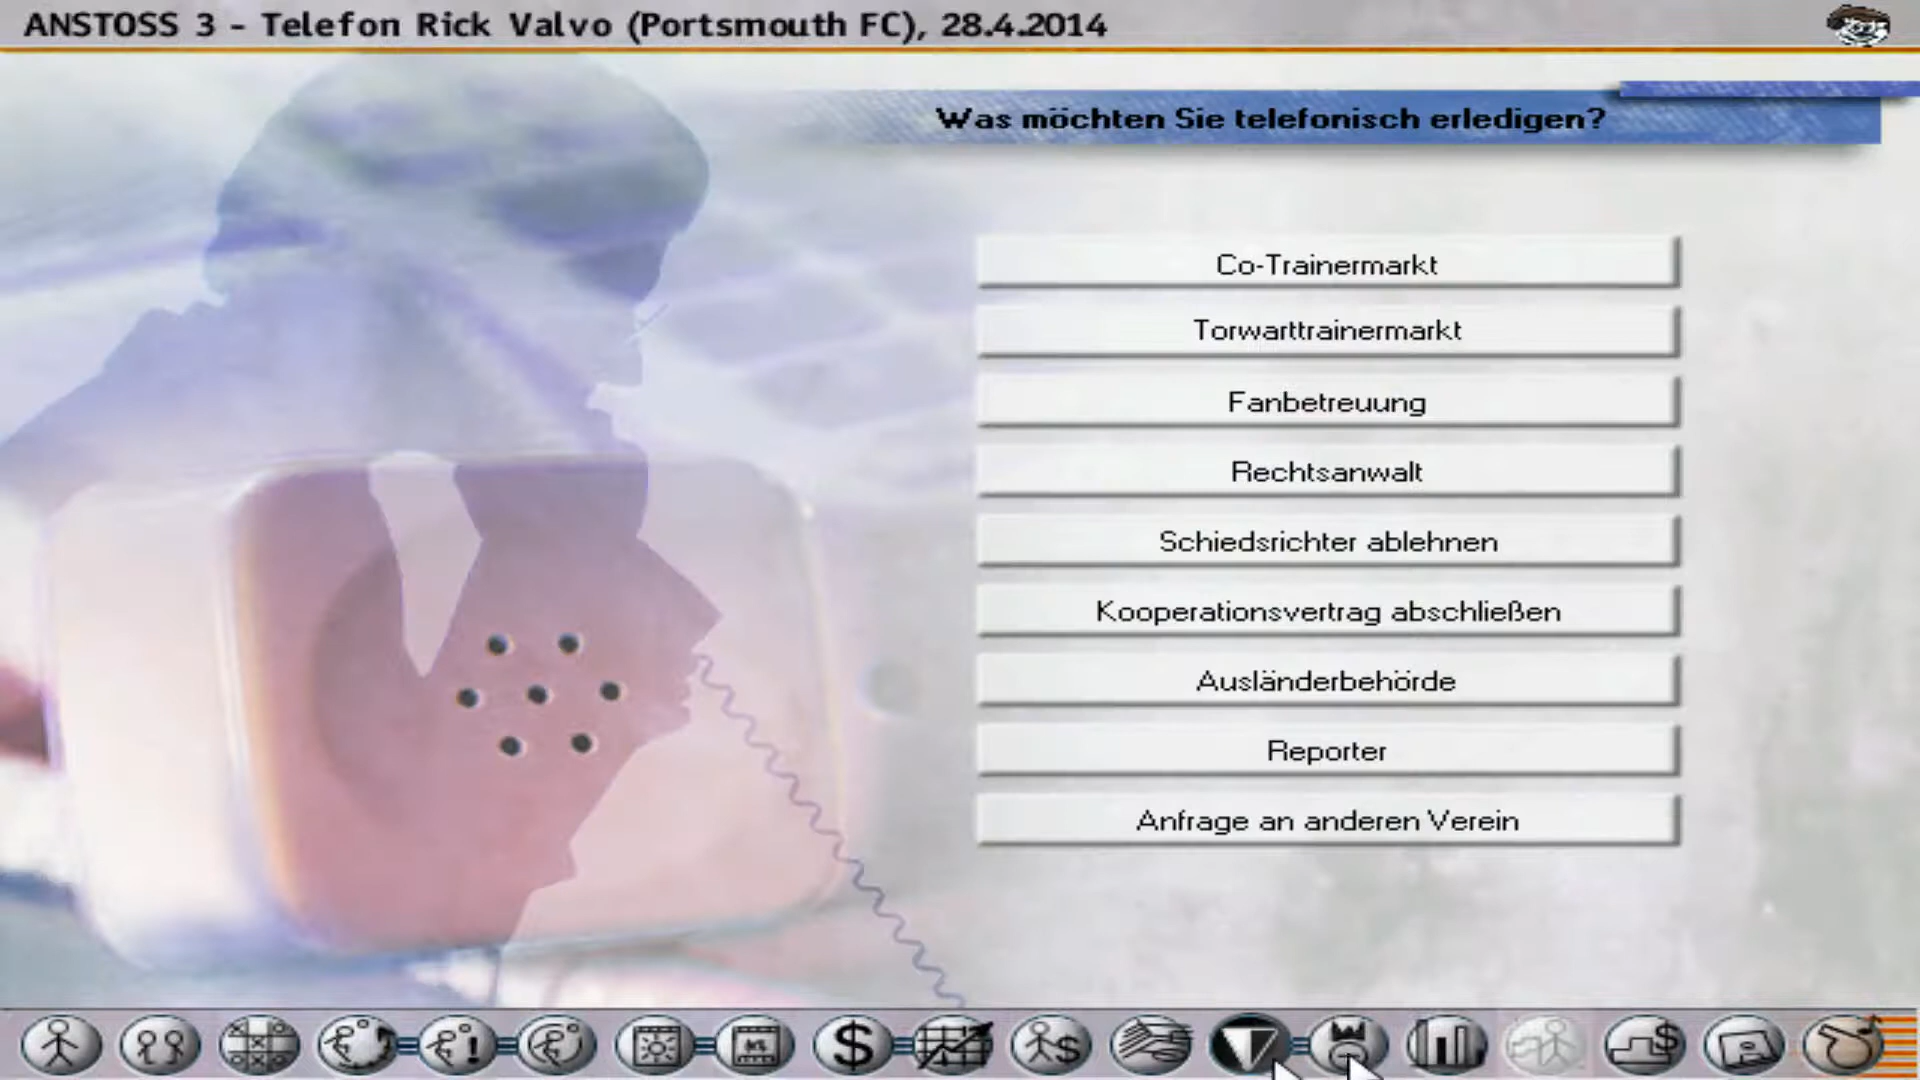 ANSTOSS 3 - Telefon Rick Valvo (Portsmouth FC), 28.4.2014
Was möchten Sie telefonisch erledigen?
Co-Trainermarkt
Torwarttrainermarkt
Fanbetreuung
Rechtsanwalt
Schiedsrichter ablehnen
Kooperationsvertrag abschließen
Ausländerbehörde
Reporter
Anfrage an anderen Verein